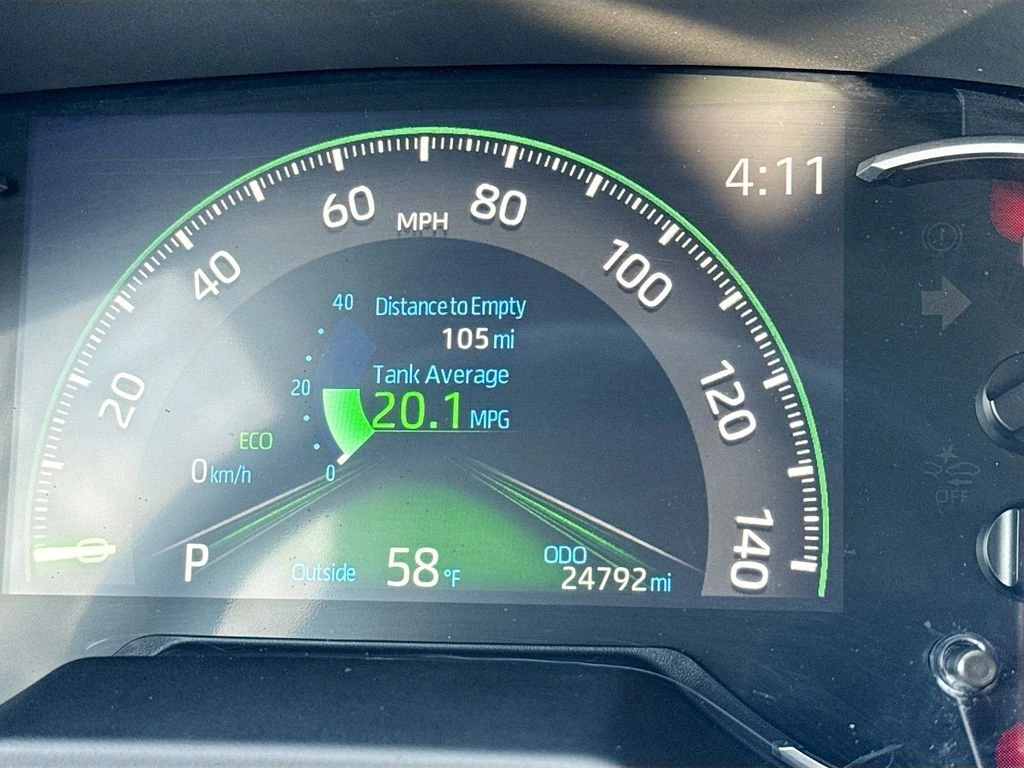 4:11
60
MPH
80
40
100
40
Distance to Empty
105 mi
Tank Average
20
20.1 MPG
20
120
ECO
0 km/h
0
OFF
0
140
P
Outside
58 °F
ODO
24792 mi